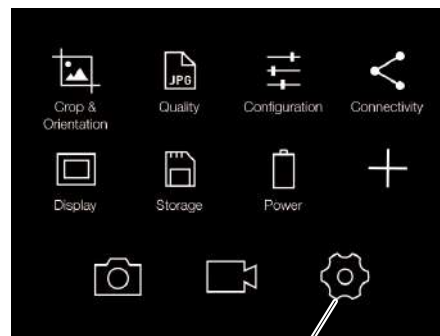 JPG
Crop &
Orientation
Quality
Configuration
Connectivity
Display
Storage
Power